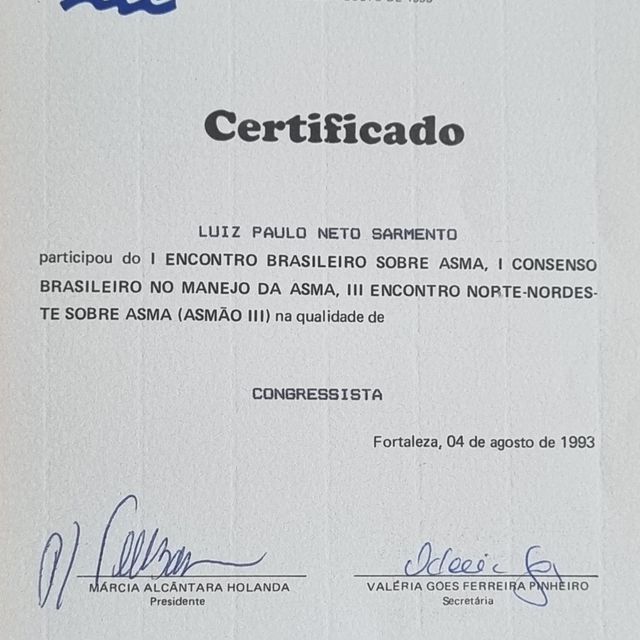 Certificado
LUIZ PAULO NETO SARMENTO
participou do I ENCONTRO BRASILEIRO SOBRE ASMA, I CONSENSO
BRASILEIRO NO MANEJO DA ASMA, III ENCONTRO NORTE-NORDES-
TE SOBRE ASMA (ASMÃO III) na qualidade de
CONGRESSISTA
Fortaleza, 04 de agosto de 1993
MÁRCIA ALCÂNTARA HOLANDA
Presidente
VALÉRIA GOES FERREIRA PINHEIRO
Secretária